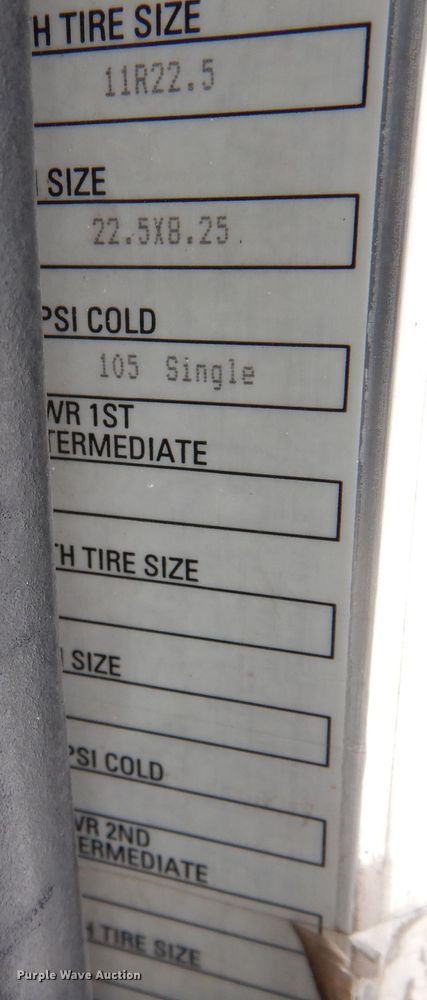 H TIRE SIZE
11R22.5
SIZE
22.5X8.25
PSI COLD
105 Single
WR 1ST
TERMEDIATE
TH TIRE SIZE
SIZE
PSI COLD
WR 2ND
ERMEDIATE
H TIRE SIZE
Purple Wave Auction